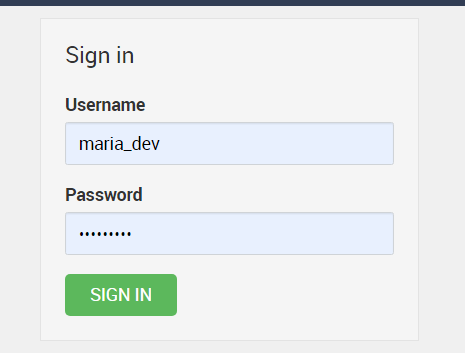 Sign in
Username
maria_dev
Password
•••••••••
SIGN IN